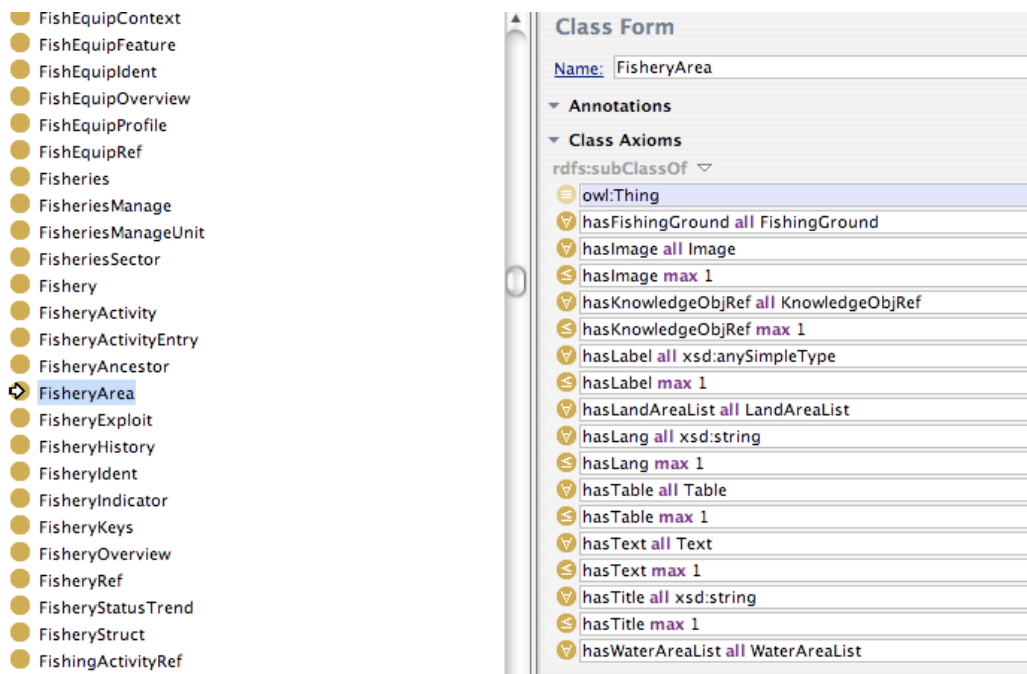 FishEquipContext
FishEquipFeature
FishEquipIdent
FishEquipOverview
FishEquipProfile
FishEquipRef
Fisheries
FisheriesManage
FisheriesManageUnit
FisheriesSector
Fishery
FisheryActivity
FisheryActivityEntry
FisheryAncestor
FisheryArea
FisheryExploit
FisheryHistory
FisheryIdent
FisheryIndicator
FisheryKeys
FisheryOverview
FisheryRef
FisheryStatusTrend
FisheryStruct
FishingActivityRef
Class Form
Name: FisheryArea
Annotations
Class Axioms
rdfs:subClassOf
owl:Thing
hasFishingGround all FishingGround
hasImage all Image
hasImage max 1
hasKnowledgeObjRef all KnowledgeObjRef
hasKnowledgeObjRef max 1
hasLabel all xsd:anySimpleType
hasLabel max 1
hasLandAreaList all LandAreaList
hasLang all xsd:string
hasLang max 1
hasTable all Table
hasTable max 1
hasText all Text
hasText max 1
hasTitle all xsd:string
hasTitle max 1
hasWaterAreaList all WaterAreaList